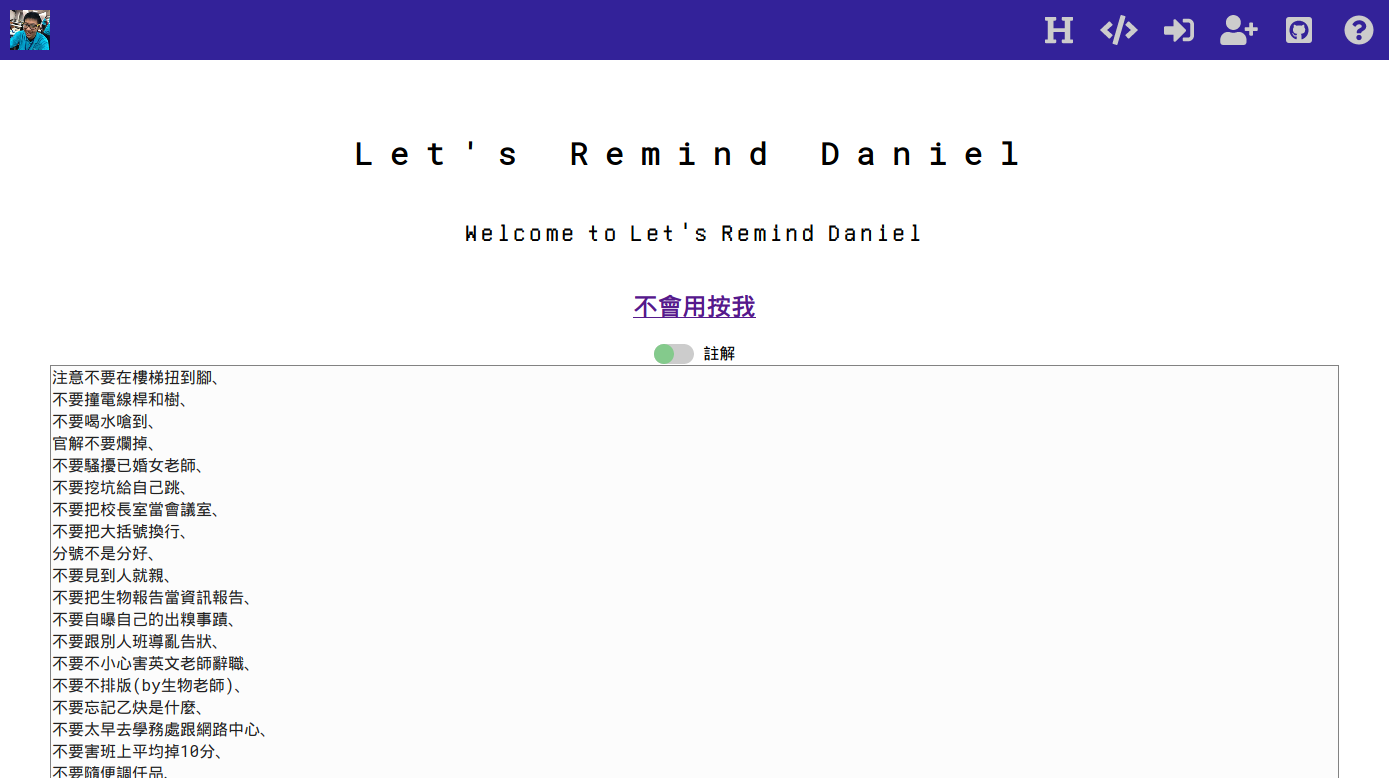 Let's Remind Daniel
Welcome to Let's Remind Daniel
不會用按我
註解
注意不要在樓梯扭到腳、
不要撞電線桿和樹、
不要喝水嗆到、
官解不要爛掉、
不要騷擾已婚女老師、
不要挖坑給自己跳、
不要把校長室當會議室、
不要把大括號換行、
分號不是分好、
不要見到人就親、
不要把生物報告當資訊報告、
不要自曝自己的出糗事蹟、
不要跟別人班導亂告狀、
不要不小心害英文老師辭職、
不要不排版(by生物老師)、
不要忘記乙炔是什麼、
不要太早去學務處跟網路中心、
不要害班上平均掉10分、
不要隨便調任品、